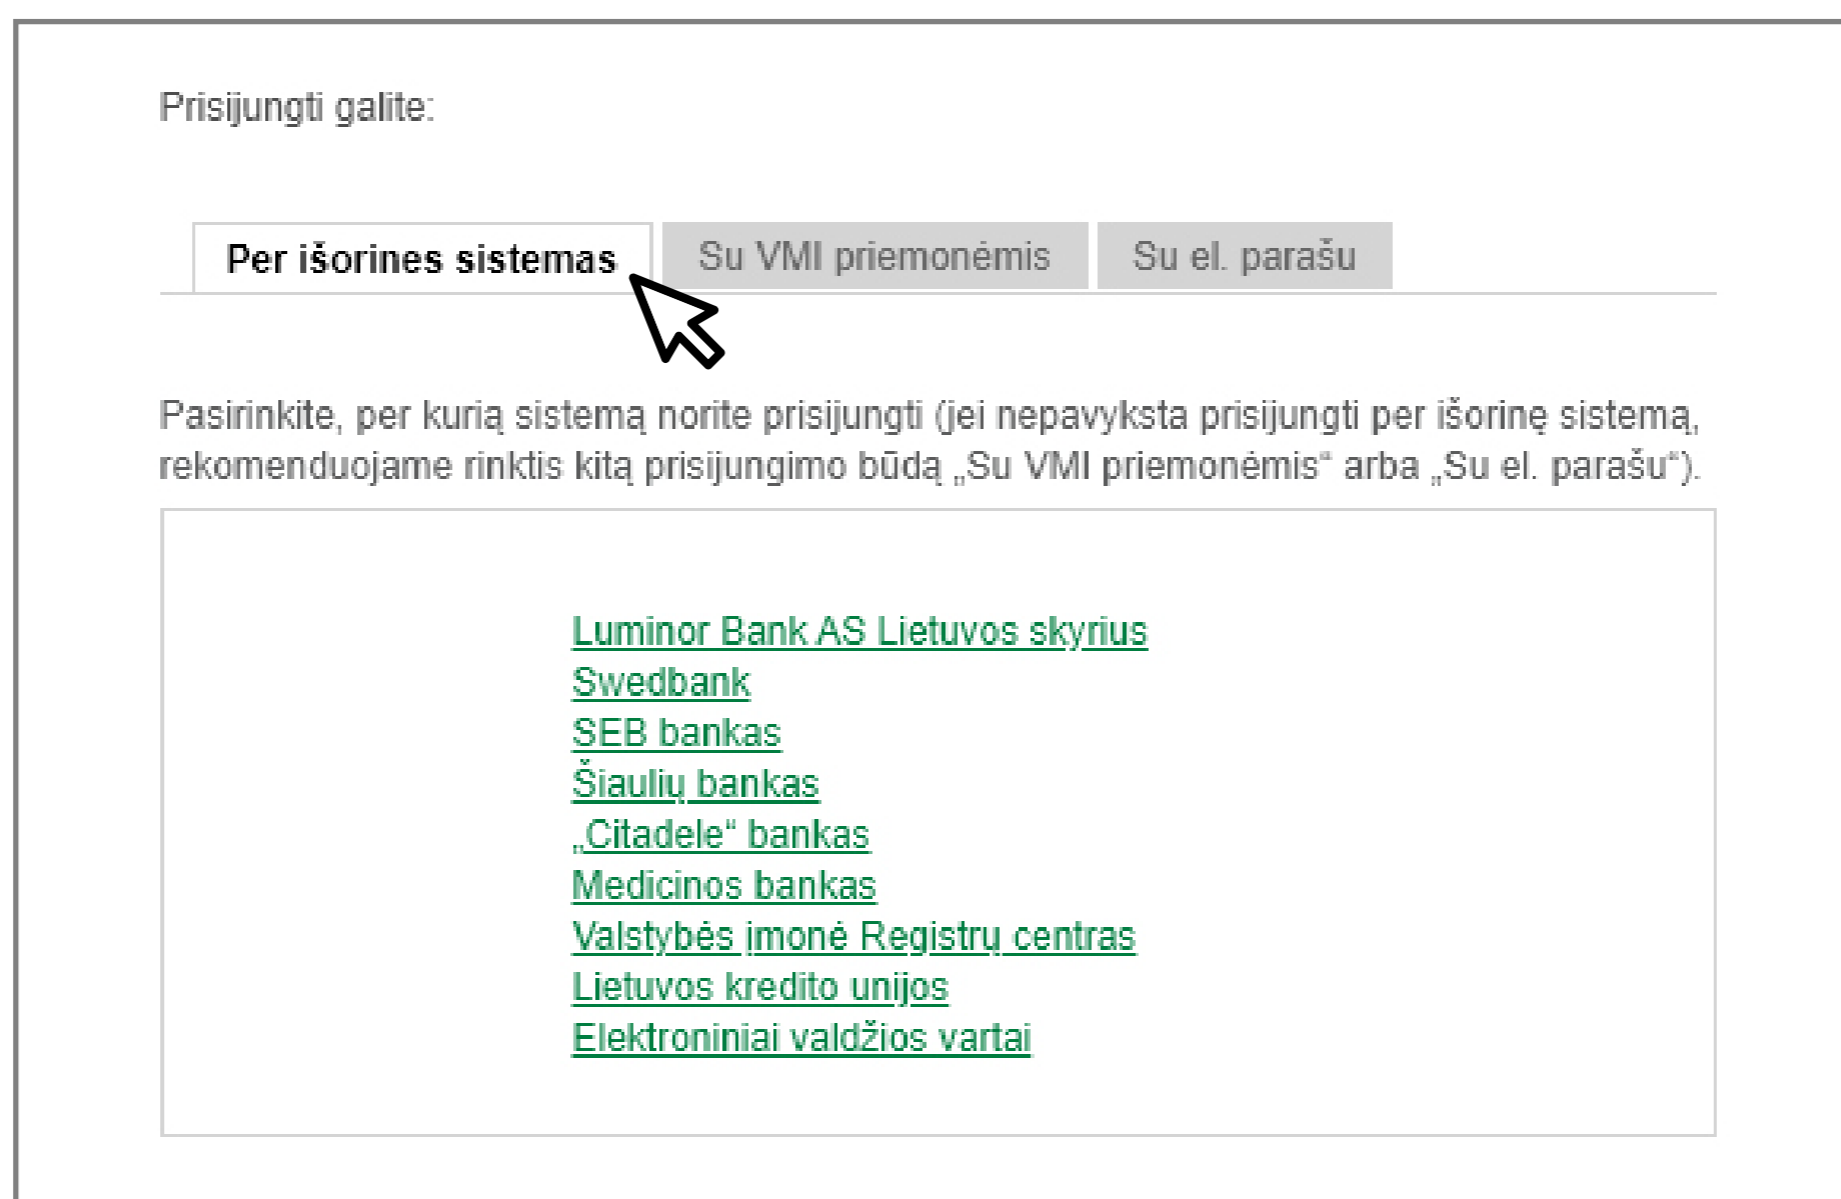 Prisijungti galite:
Per išorines sistemas Su VMI priemonėmis Su el. parašu
Pasirinkite, per kurią sistemą norite prisijungti (jei nepavyksta prisijungti per išorinę sistemą,
rekomenduojame rinktis kitą prisijungimo būdą „Su VMI priemonėmis“ arba „Su el. parašu“).
Luminor Bank AS Lietuvos skyrius
Swedbank
SEB bankas
Šiaulių bankas
„Citadele“ bankas
Medicinos bankas
Valstybės įmonė Registrų centras
Lietuvos kredito unijos
Elektroniniai valdžios vartai